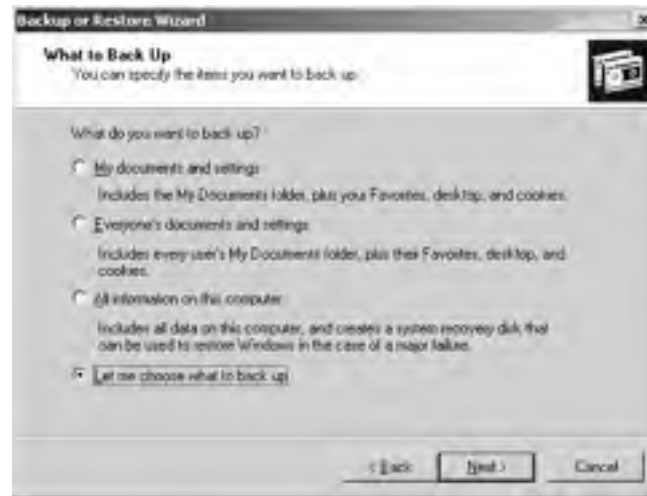 Backup or Restore Wizard
What to Back Up
You can specify the items you want to back up.
What do you want to back up?
My documents and settings
Includes the My Documents folder, plus your Favorites, desktop, and cookies.
Everyone's documents and settings
Includes every user's My Documents folder, plus their Favorites, desktop, and
cookies.
All information on this computer
Includes all data on this computer, and creates a system recovery disk that
can be used to restore Windows in the case of a major failure.
Let me choose what to back up
< Back
Next >
Cancel